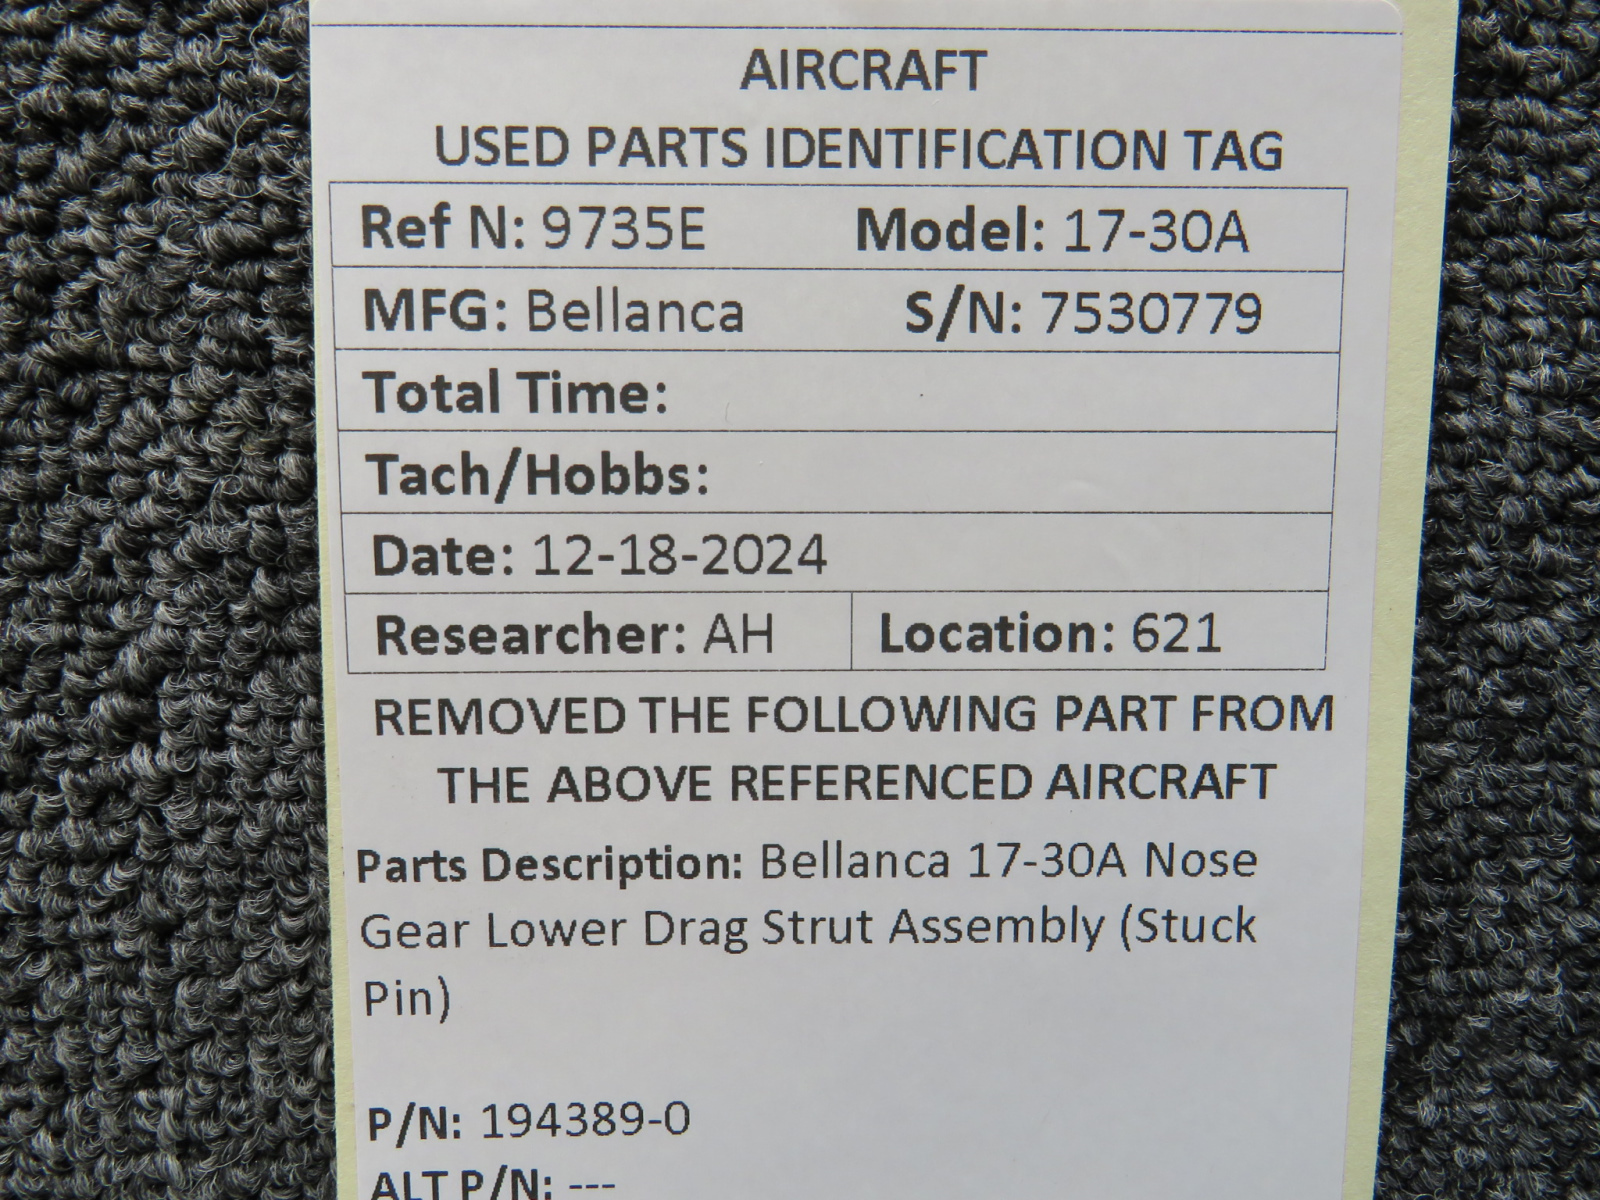 AIRCRAFT
USED PARTS IDENTIFICATION TAG
Ref N: 9735E Model: 17-30A
MFG: Bellanca S/N: 7530779
Total Time:
Tach/Hobbs:
Date: 12-18-2024
Researcher: AH Location: 621
REMOVED THE FOLLOWING PART FROM
THE ABOVE REFERENCED AIRCRAFT
Parts Description: Bellanca 17-30A Nose
Gear Lower Drag Strut Assembly (Stuck
Pin)
P/N: 194389-0
ALT P/N: ---